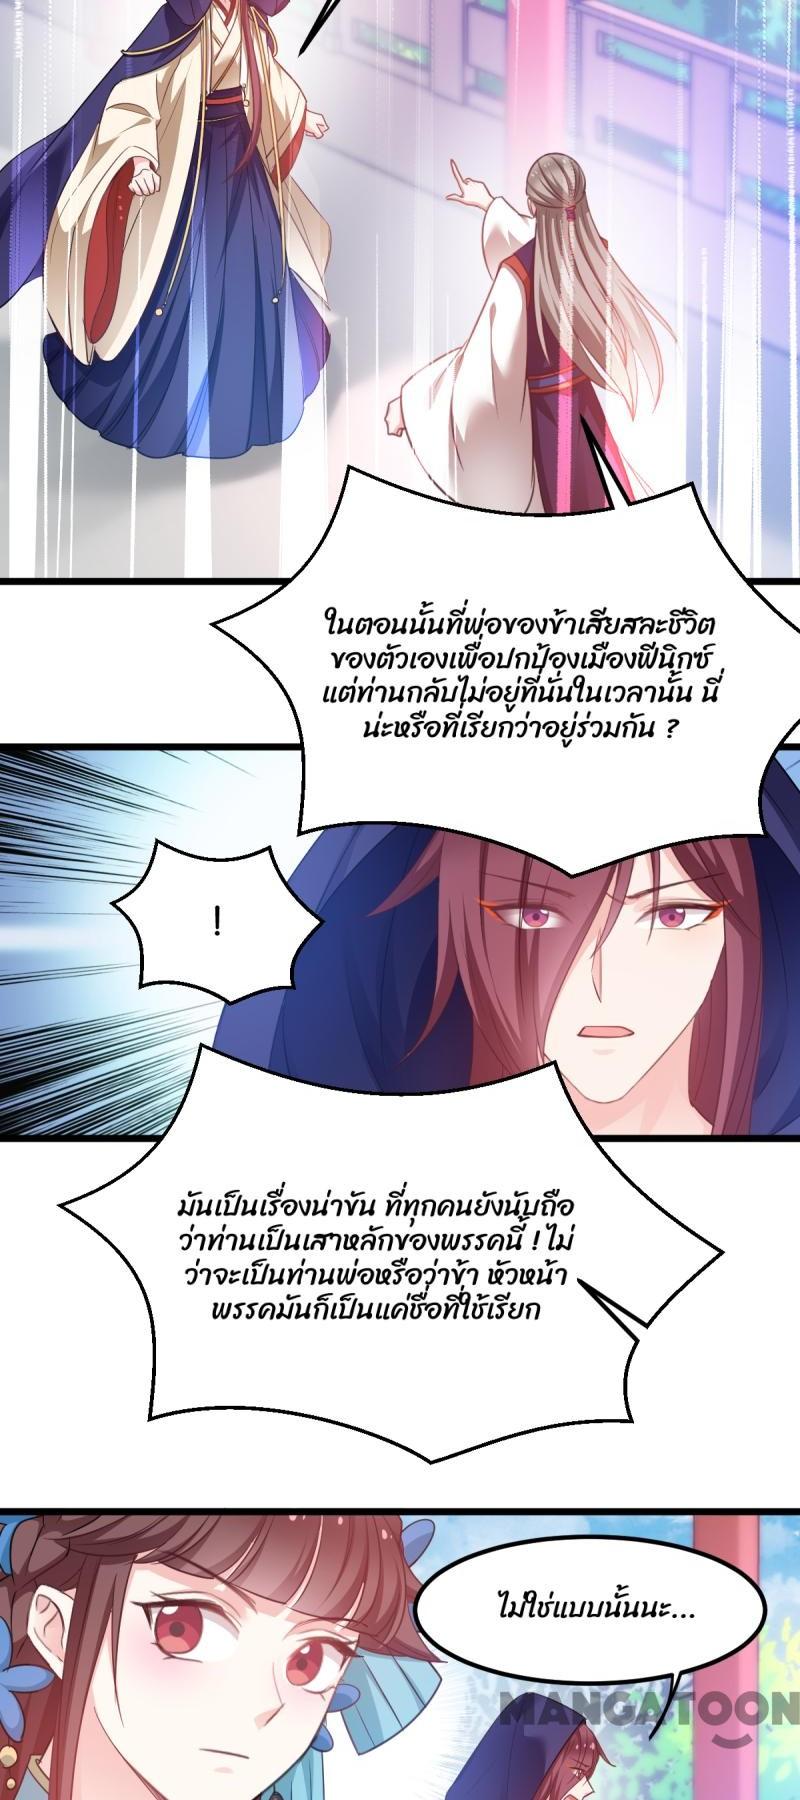 ในตอนนั้นที่พ่อของข้าเสียสละชีวิต
ของตัวเองเพื่อปกป้องเมืองฟีนิกซ์
แต่ท่านกลับไม่อยู่ที่นั่นในเวลานั้น นี่
น่ะหรือที่เรียกว่าอยู่ร่วมกัน ?
!
มันเป็นเรื่องน่าขัน ที่ทุกคนยังนับถือ
ว่าท่านเป็นเสาหลักของพรรคนี้ ! ไม่
ว่าจะเป็นท่านพ่อหรือว่าข้า หัวหน้า
พรรคมันก็เป็นแค่ชื่อที่ใช้เรียก
ไม่ใช่แบบนั้นนะ...
MANGATOON